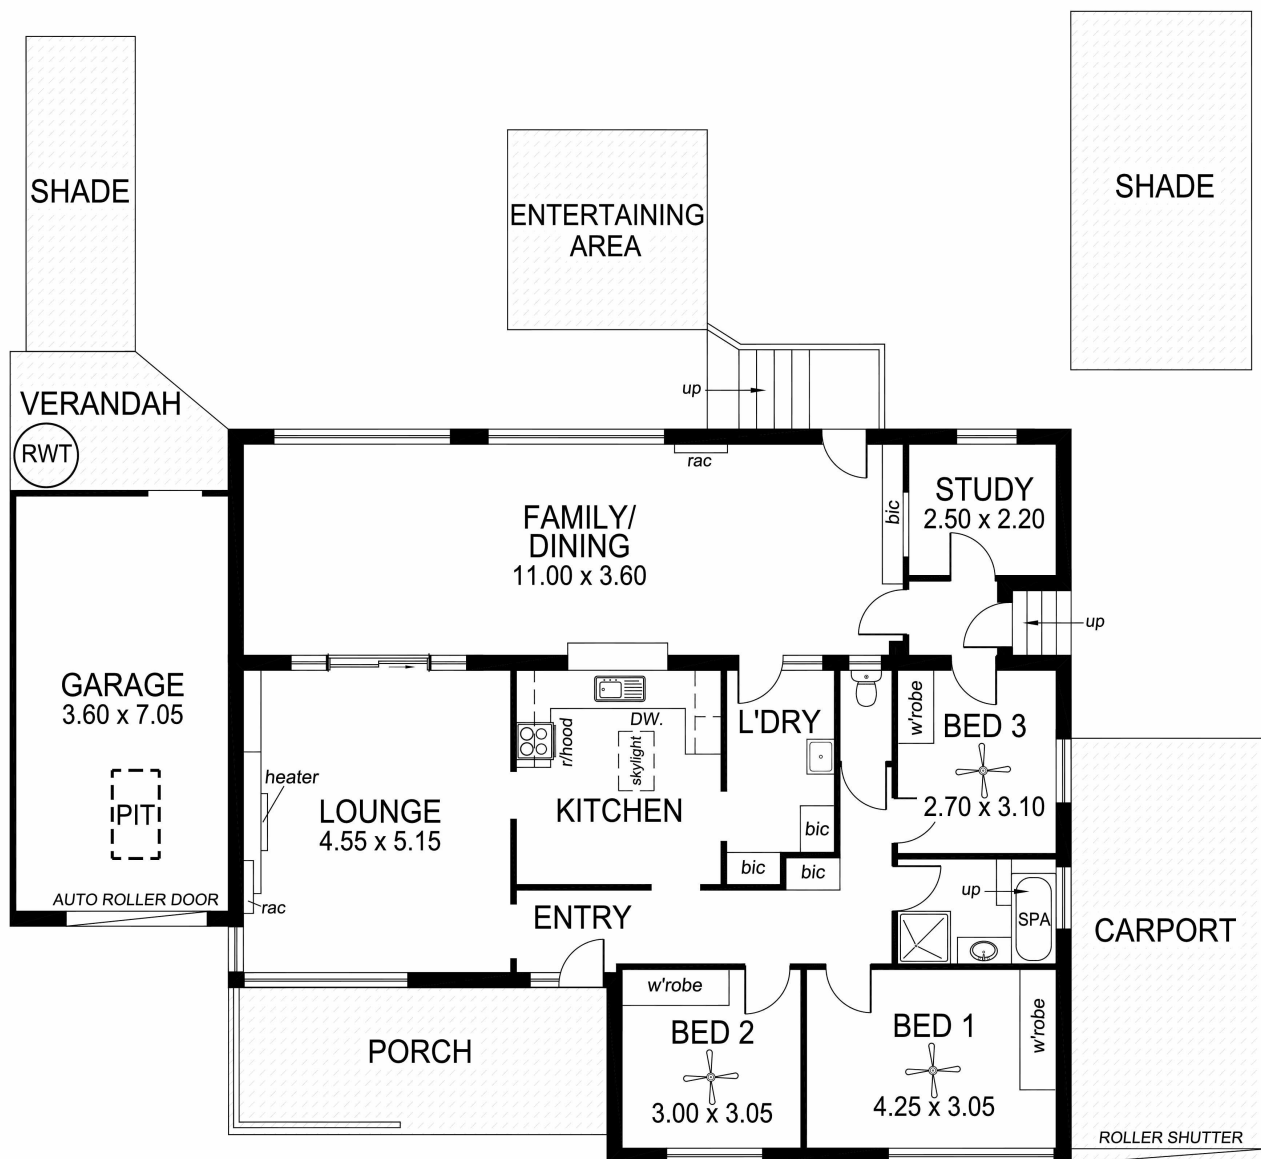 SHADE
SHADE
ENTERTAINING
AREA
up
VERANDAH
RWT
rac
bic
STUDY
2.50 x 2.20
FAMILY/
DINING
11.00 x 3.60
up
GARAGE
3.60 x 7.05
PIT
AUTO ROLLER DOOR
heater
LOUNGE
4.55 x 5.15
rac
r/hood
DW.
skylight
KITCHEN
L'DRY
bic
bic
bic
w'robe
BED 3
2.70 x 3.10
ENTRY
up
SPA
CARPORT
PORCH
w'robe
BED 2
3.00 x 3.05
BED 1
4.25 x 3.05
w'robe
ROLLER SHUTTER